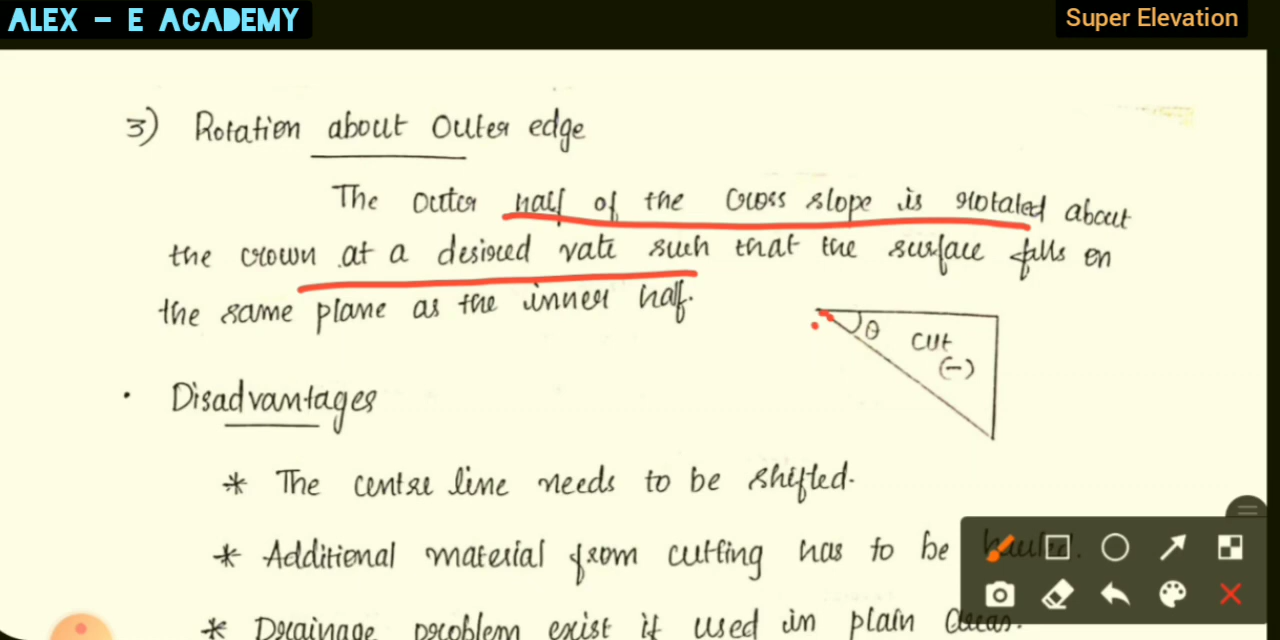 ALEX - E ACADEMY
Super Elevation
3) Rotation about Outer edge
The outer half of the cross slope is rotated about
the crown at a desired rate such that the surface falls on
the same plane as the inner half.
θ cut
(-)
• Disadvantages
* The centre line needs to be shifted.
* Additional material from cutting has to be hauled.
* Drainage problem exist if used in plain areas.